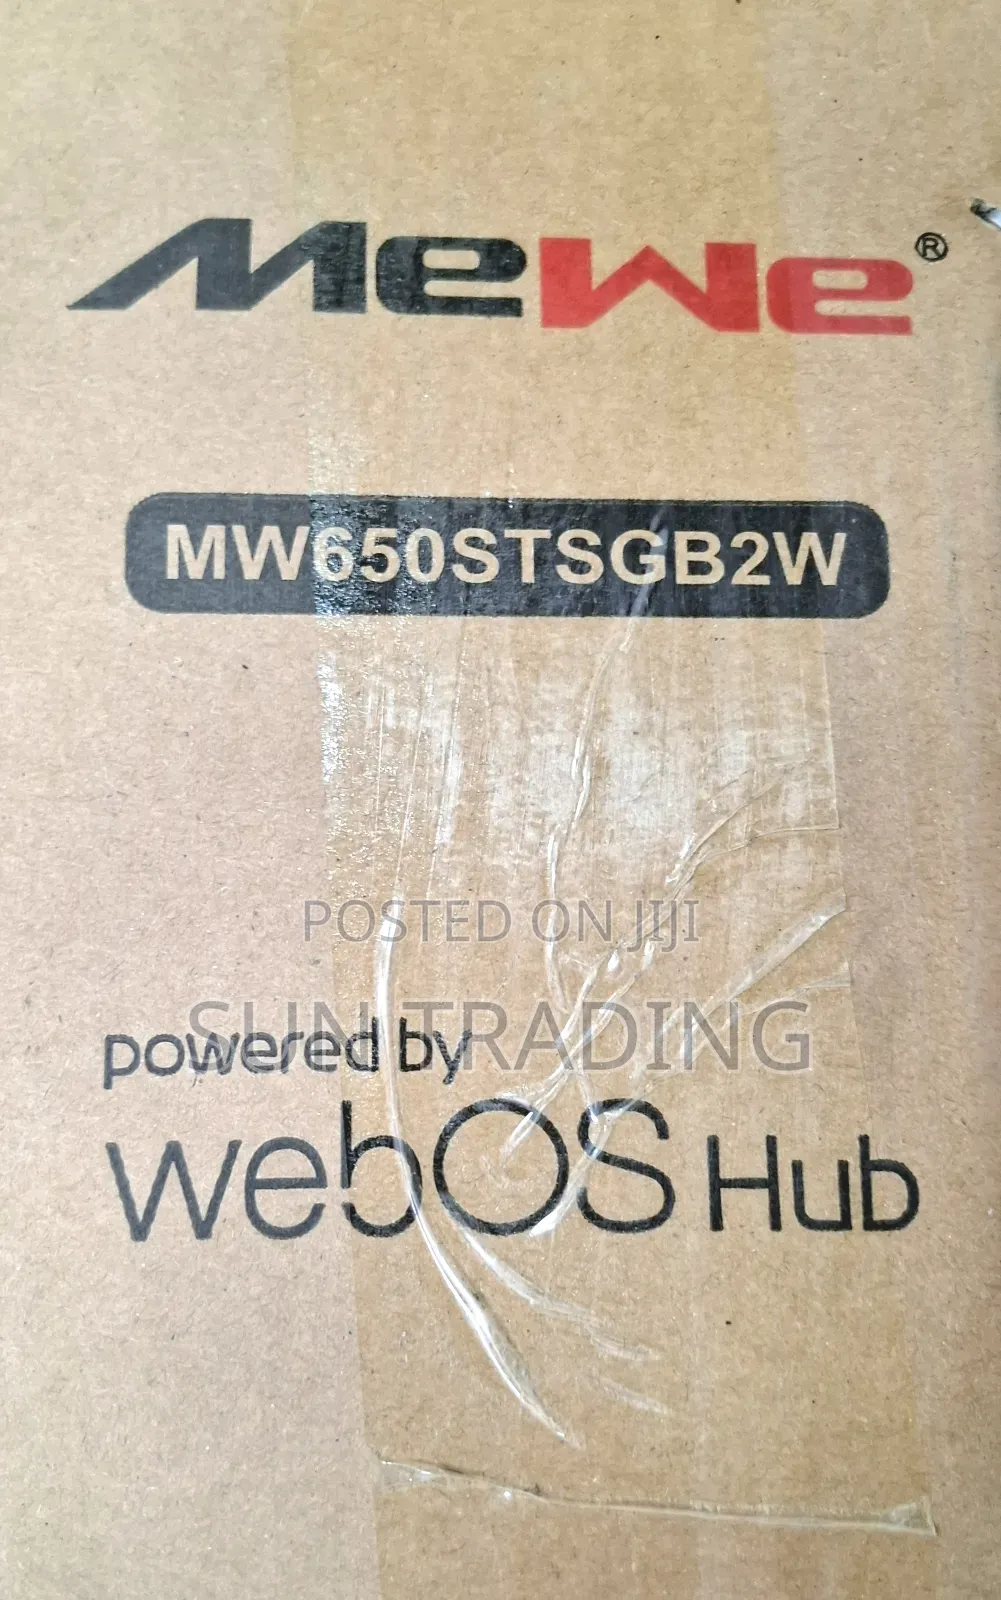 MeWe®
MW650STSGB2W
POSTED ON JIJI
SUN TRADING
powered by
webOS Hub